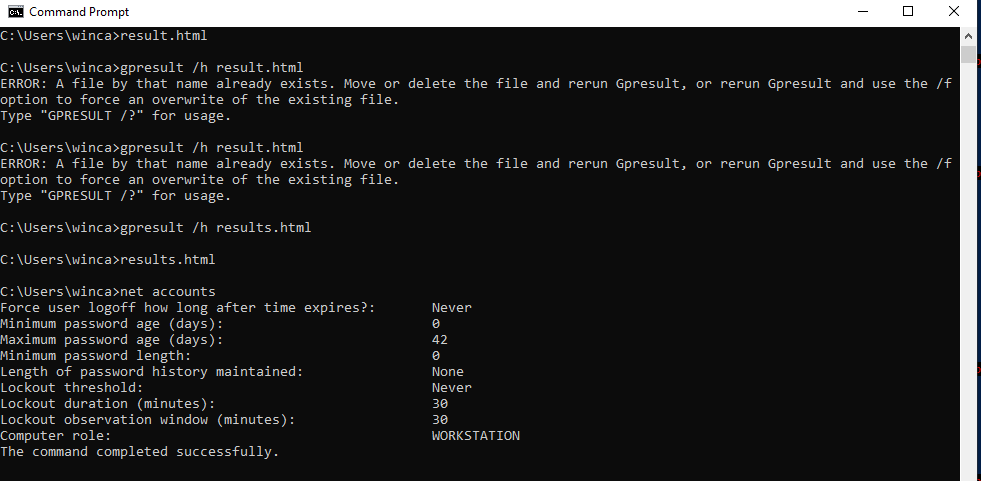 Command Prompt
C:\Users\winca>result.html
C:\Users\winca>gpresult /h result.html
ERROR: A file by that name already exists. Move or delete the file and rerun Gpresult, or rerun Gpresult and use the /f
option to force an overwrite of the existing file.
Type "GPRESULT /?" for usage.
C:\Users\winca>gpresult /h result.html
ERROR: A file by that name already exists. Move or delete the file and rerun Gpresult, or rerun Gpresult and use the /f
option to force an overwrite of the existing file.
Type "GPRESULT /?" for usage.
C:\Users\winca>gpresult /h results.html
C:\Users\winca>results.html
C:\Users\winca>net accounts
Force user logoff how long after time expires?: Never
Minimum password age (days): 0
Maximum password age (days): 42
Minimum password length: 0
Length of password history maintained: None
Lockout threshold: Never
Lockout duration (minutes): 30
Lockout observation window (minutes): 30
Computer role: WORKSTATION
The command completed successfully.